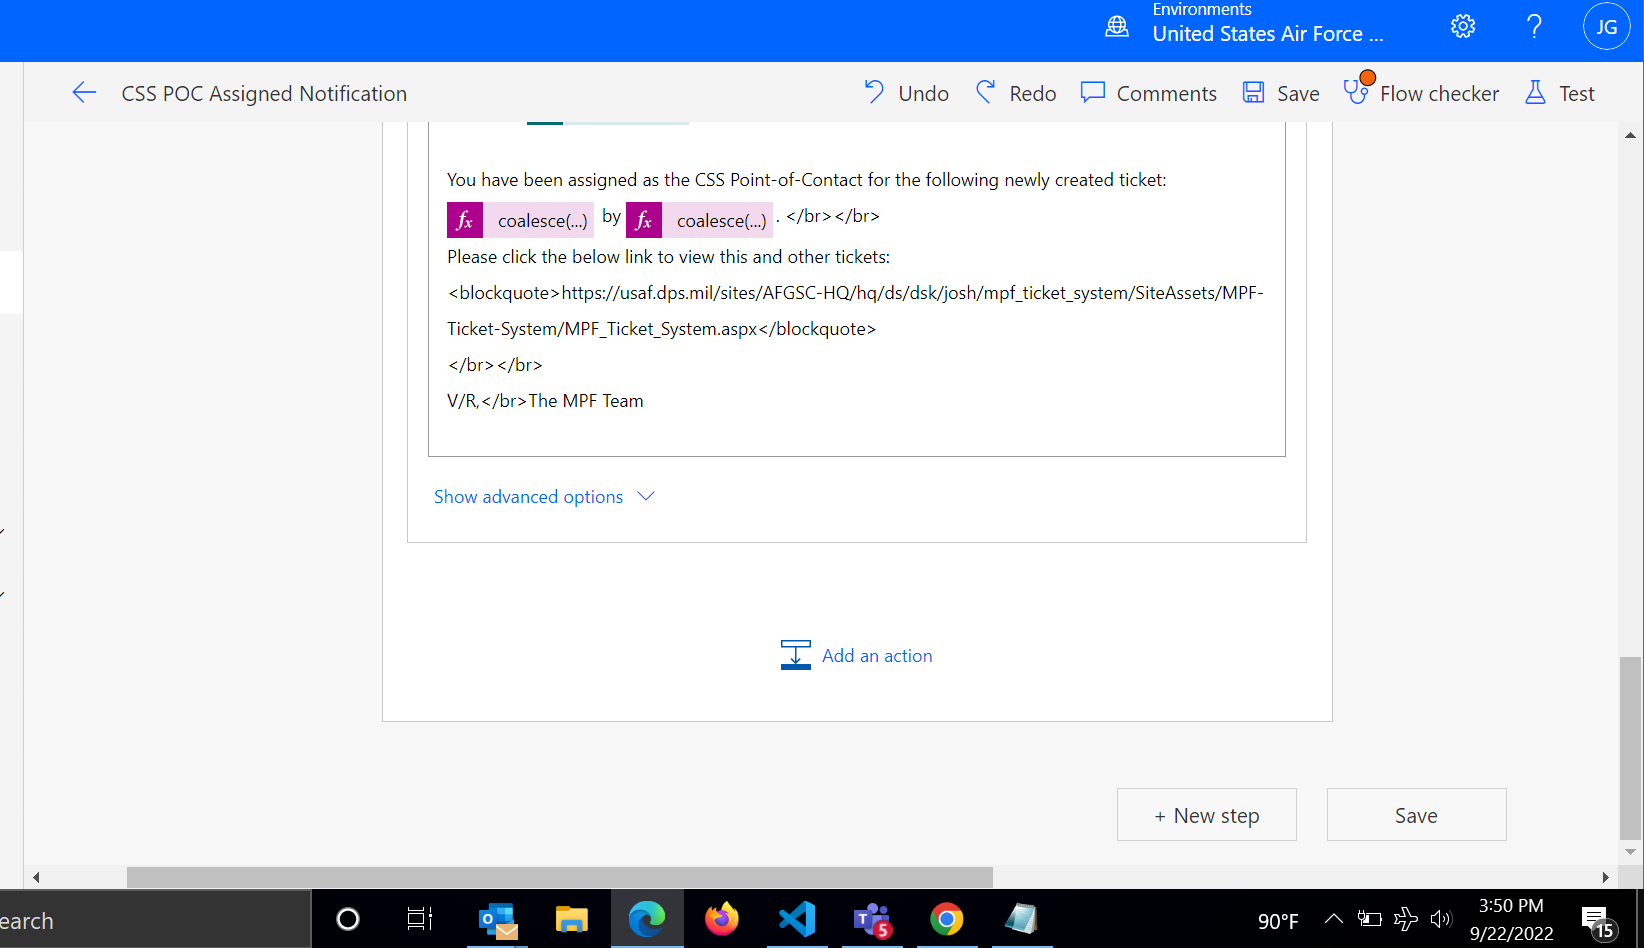 Environments
United States Air Force ...
JG
CSS POC Assigned Notification
Undo
Redo
Comments
Save
Flow checker
Test
You have been assigned as the CSS Point-of-Contact for the following newly created ticket:
fx coalesce(...) by fx coalesce(...) . </br></br>
Please click the below link to view this and other tickets:
<blockquote>https://usaf.dps.mil/sites/AFGSC-HQ/hq/ds/dsk/josh/mpf_ticket_system/SiteAssets/MPF-
Ticket-System/MPF_Ticket_System.aspx</blockquote>
</br></br>
V/R,</br>The MPF Team
Show advanced options
Add an action
+ New step
Save
earch
5
90°F
3:50 PM
9/22/2022
15